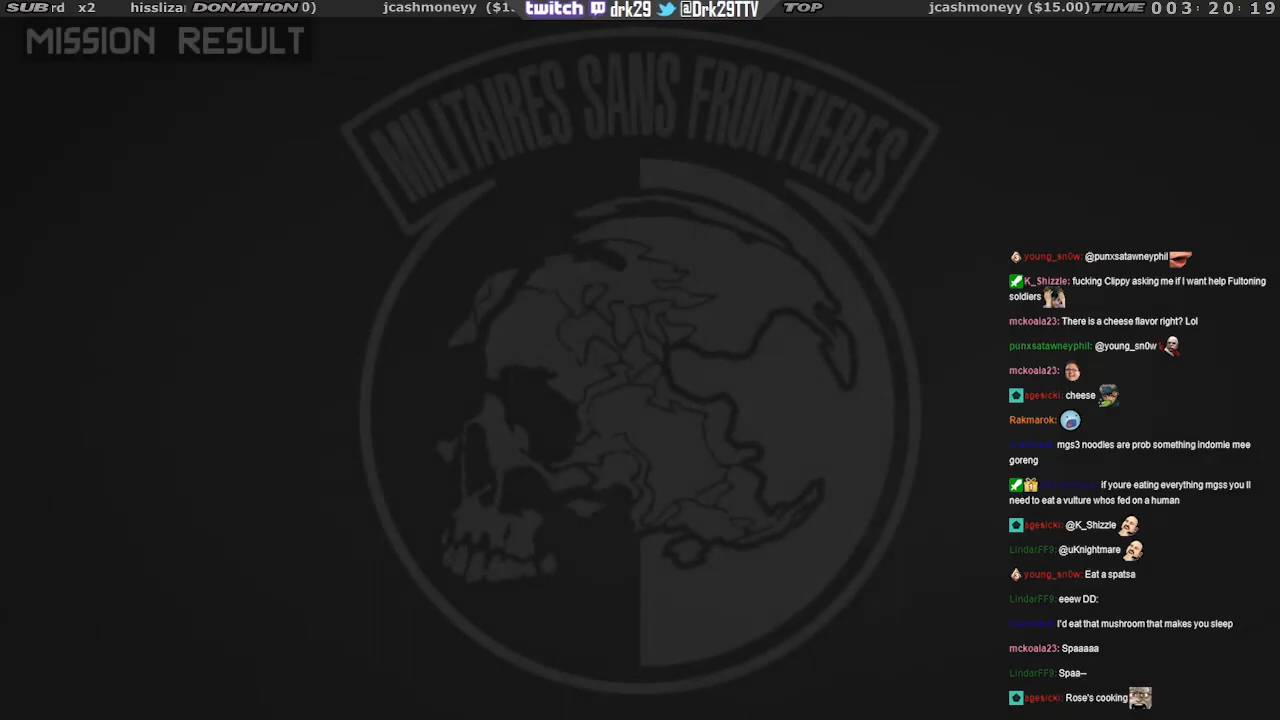 SUB rd x2 hissliza DONATION 0) jcashmoneyy ($1. twitch drk29 @Drk29TTV TOP jcashmoneyy ($15.00) TIME 003:20:19
MISSION RESULT
MILITAIRES SANS FRONTIERES
young_sn0w: @punxsatawneyphil
K_Shizzle: fucking Clippy asking me if I want help Fultoning
soldiers
mckoala23: There is a cheese flavor right? Lol
punxsatawneyphil: @young_sn0w
mckoala23:
agesicki: cheese
Rakmarok:
mgs3 noodles are prob something indomie mee
goreng
if youre eating everything mgss you ll
need to eat a vulture whos fed on a human
agesicki: @K_Shizzle
LindarFF9: @uKnightmare
young_sn0w: Eat a spatsa
LindarFF9: eeew DD:
I'd eat that mushroom that makes you sleep
mckoala23: Spaaaaa
LindarFF9: Spaa--
agesicki: Rose's cooking